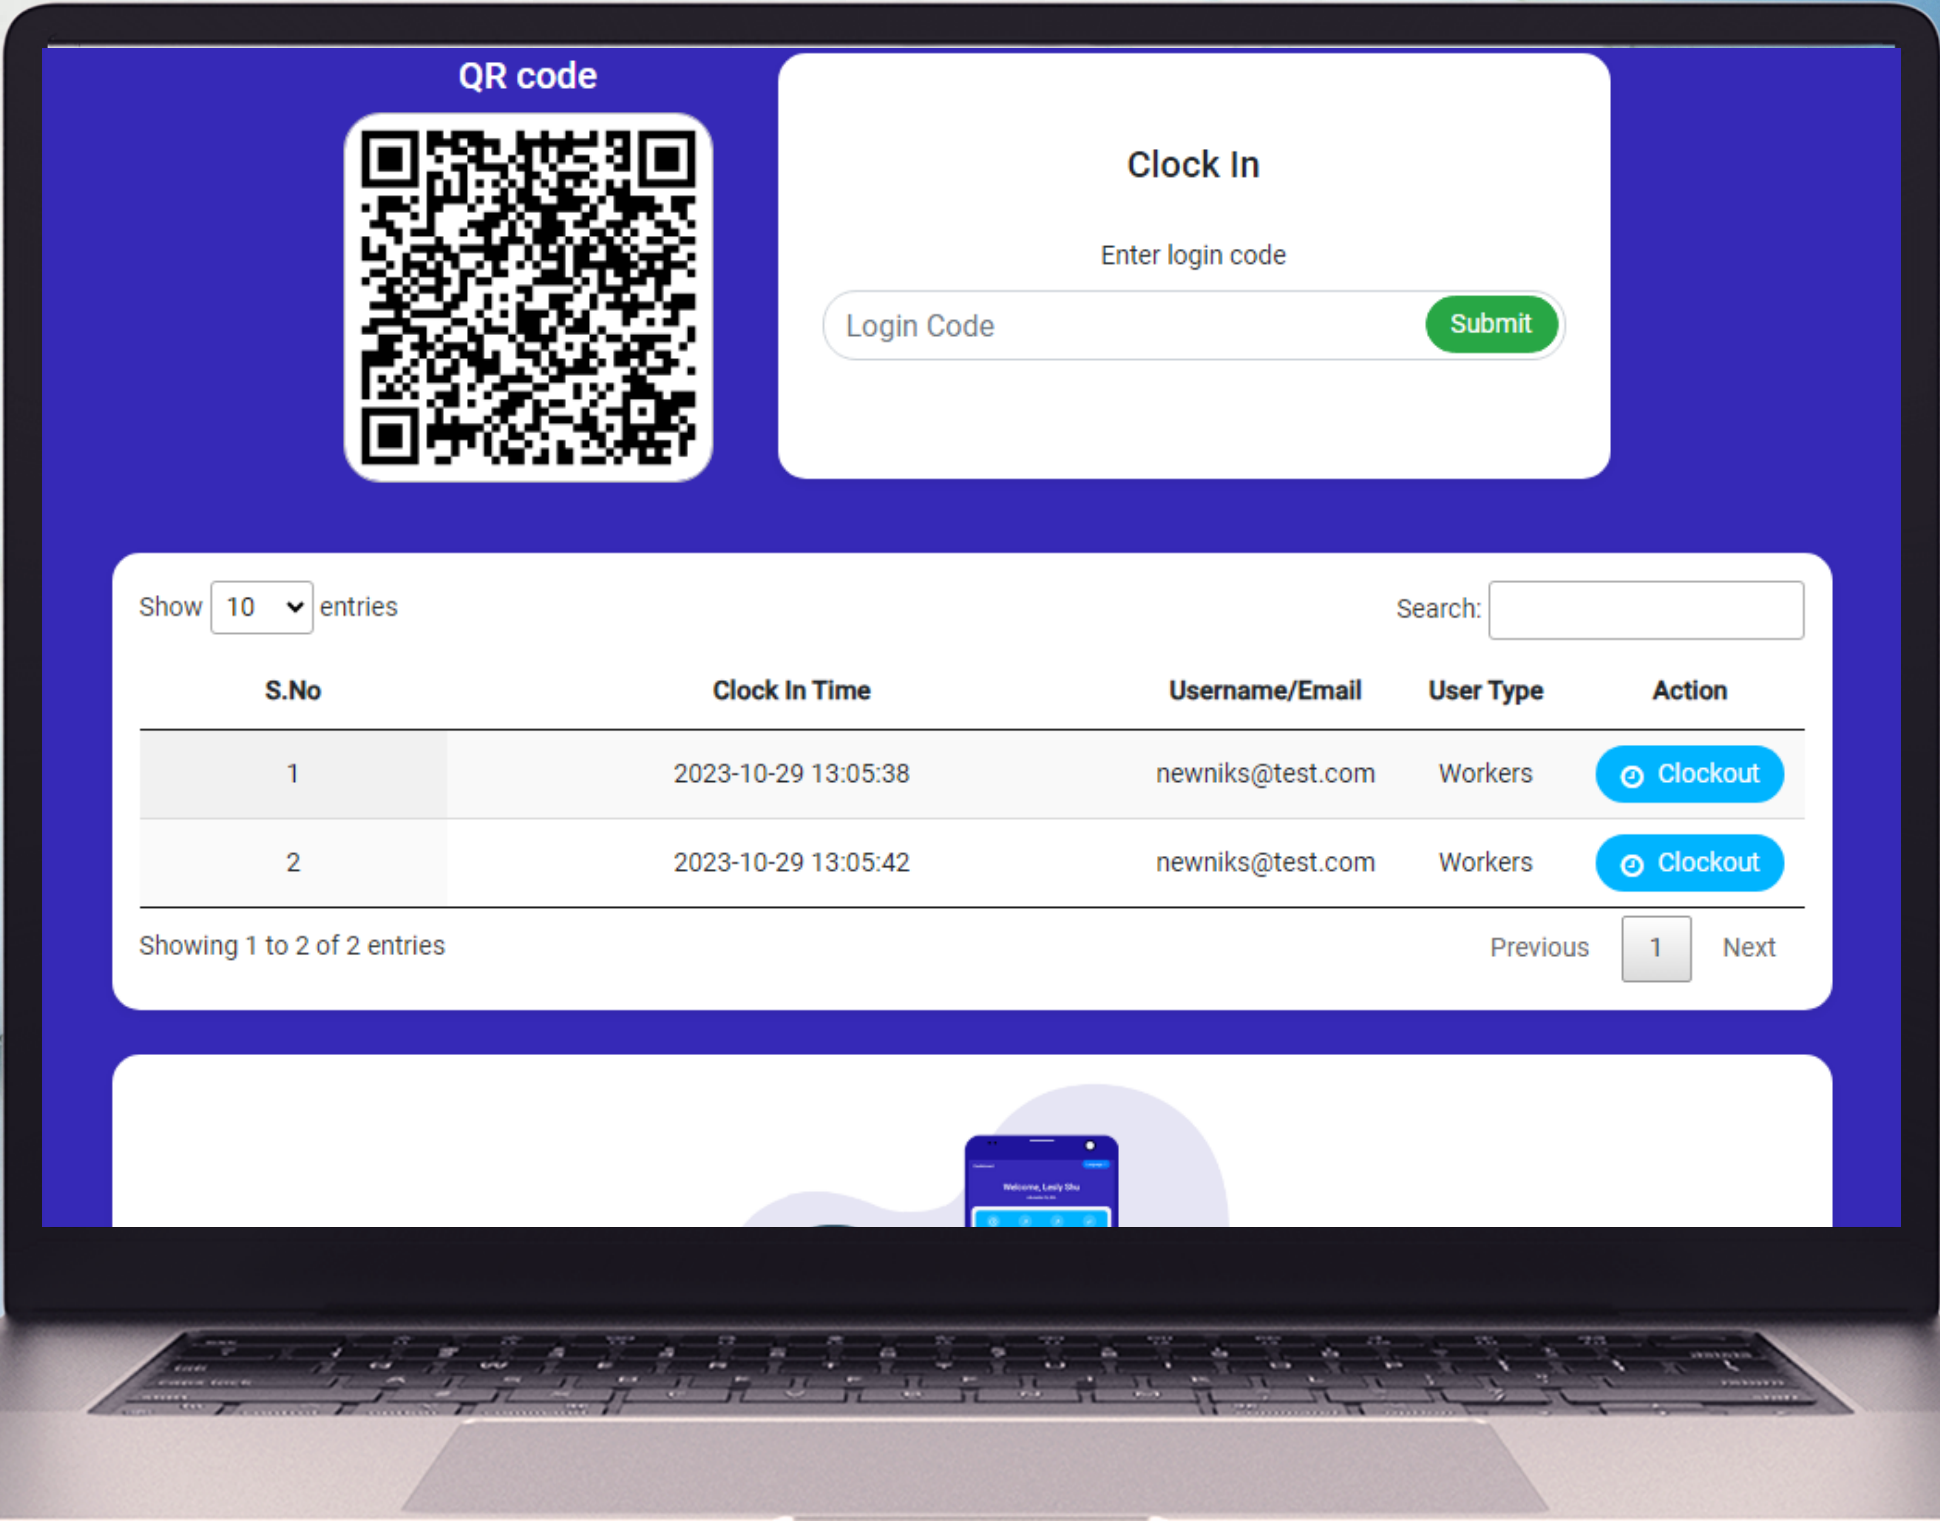 QR code
Clock In
Enter login code
Login Code
Submit
Show 10 entries
Search:
S.No Clock In Time Username/Email User Type Action
1 2023-10-29 13:05:38 newniks@test.com Workers Clockout
2 2023-10-29 13:05:42 newniks@test.com Workers Clockout
Showing 1 to 2 of 2 entries
Previous 1 Next
Welcome, Lesly Shu